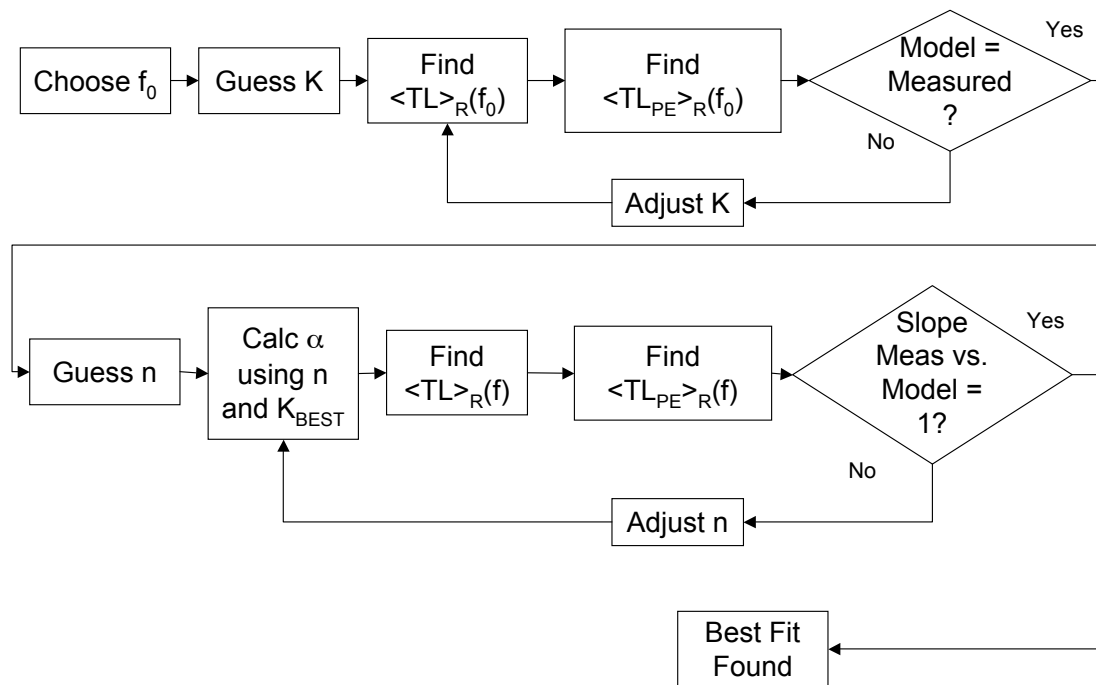 Choose f₀
Guess K
Find
<TL>R(f₀)
Find
<TLPE>R(f₀)
Model =
Measured
?
Yes
No
Adjust K
Guess n
Calc α
using n
and KBEST
Find
<TL>R(f)
Find
<TLPE>R(f)
Slope
Meas vs.
Model =
1?
Yes
No
Adjust n
Best Fit
Found